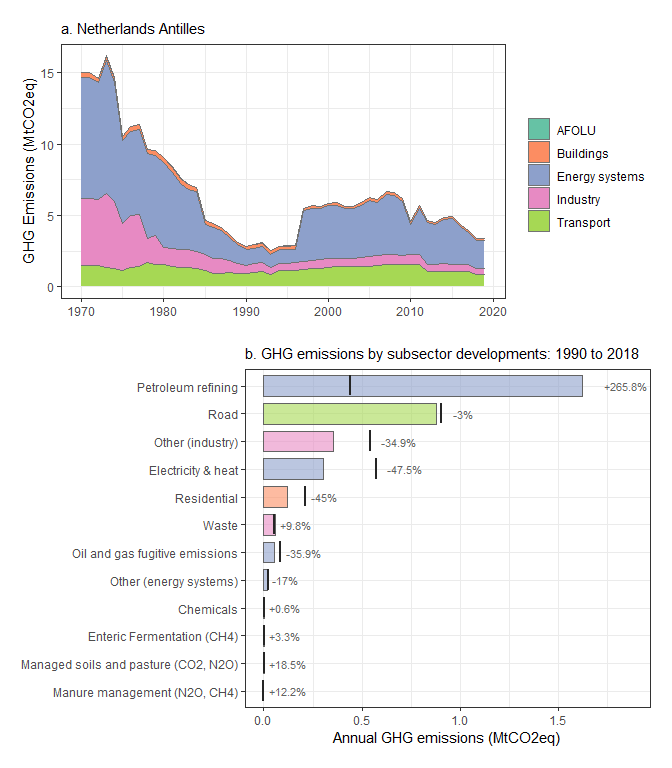 a. Netherlands Antilles
GHG Emissions (MtCO2eq)
15
10
5
0
1970 1980 1990 2000 2010 2020
AFOLU
Buildings
Energy systems
Industry
Transport
b. GHG emissions by subsector developments: 1990 to 2018
Petroleum refining +265.8%
Road -3%
Other (industry) -34.9%
Electricity & heat -47.5%
Residential -45%
Waste +9.8%
Oil and gas fugitive emissions -35.9%
Other (energy systems) -17%
Chemicals +0.6%
Enteric Fermentation (CH4) +3.3%
Managed soils and pasture (CO2, N2O) +18.5%
Manure management (N2O, CH4) +12.2%
0.0 0.5 1.0 1.5
Annual GHG emissions (MtCO2eq)